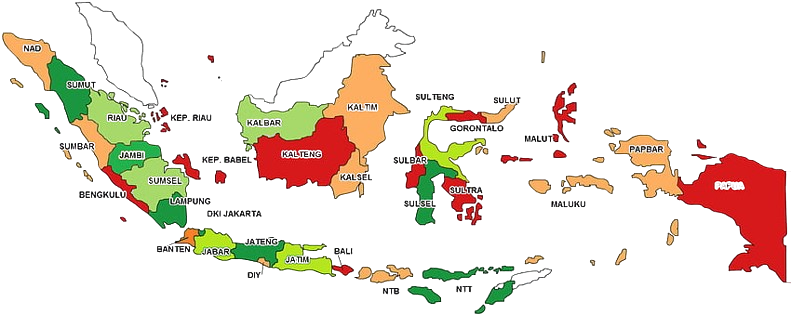 NAD
SUMUT
RIAU
KEP. RIAU
SUMBAR
JAMBI
KEP. BABEL
SUMSEL
BENGKULU
LAMPUNG
DKI JAKARTA
BANTEN
JABAR
JATENG
DIY
JATIM
BALI
NTB
NTT
KALBAR
KALTIM
KALTENG
KALSEL
SULTENG
SULUT
GORONTALO
SULBAR
SULTRA
SULSEL
MALUT
MALUKU
PAPBAR
PAPUA